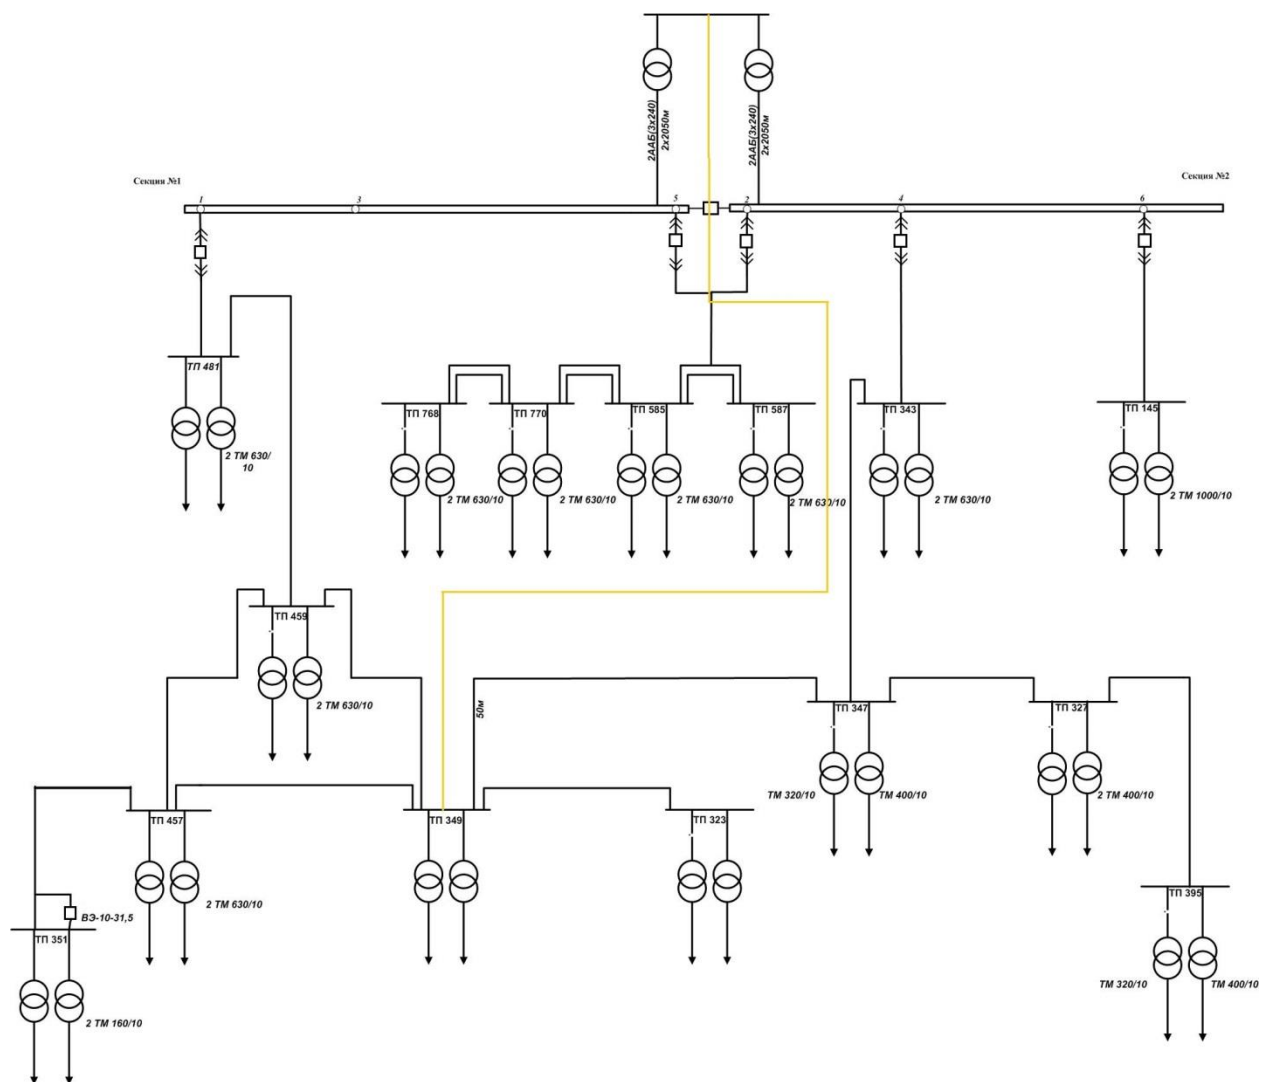 2ААБ(3х240)
2х2050м
2ААБ(3х240)
2х2050м
Секция №1
Секция №2
1
3
5
2
4
6
ТП 481
2 ТМ 630/
10
ТП 768
ТП 770
ТП 585
ТП 587
ТП 343
ТП 145
2 ТМ 630/10
2 ТМ 630/10
2 ТМ 630/10
2 ТМ 630/10
2 ТМ 630/10
2 ТМ 1000/10
ТП 459
2 ТМ 630/10
50м
ТП 347
ТП 327
ТМ 320/10
ТМ 400/10
2 ТМ 400/10
ТП 457
ТП 349
ТП 323
2 ТМ 630/10
ТП 395
ВЭ-10-31,5
ТП 351
ТМ 320/10
ТМ 400/10
2 ТМ 160/10